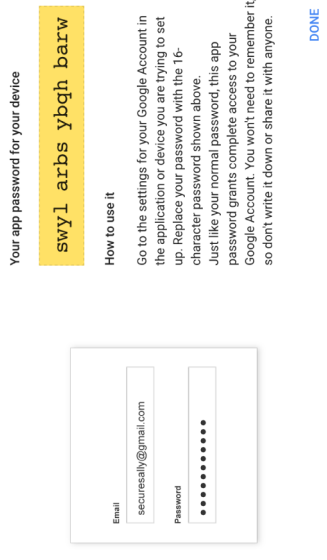 Email
securesally@gmail.com
Password
••••••••••••
Your app password for your device
swyl arbs ybqh barw
How to use it
Go to the settings for your Google Account in
the application or device you are trying to set
up. Replace your password with the 16-
character password shown above.
Just like your normal password, this app
password grants complete access to your
Google Account. You won't need to remember it,
so don't write it down or share it with anyone.
DONE